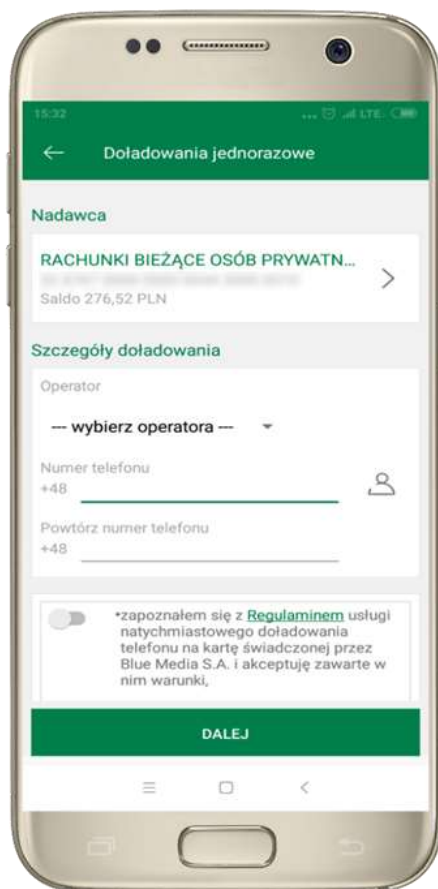 15:32
... LTE
Doładowania jednorazowe
Nadawca
RACHUNKI BIEŻĄCE OSÓB PRYWATN...
Saldo 276,52 PLN
Szczegóły doładowania
Operator
--- wybierz operatora ---
Numer telefonu
+48
Powtórz numer telefonu
+48
*zapoznałem się z Regulaminem usługi
natychmiastowego doładowania
telefonu na kartę świadczonej przez
Blue Media S.A. i akceptuję zawarte w
nim warunki,
DALEJ